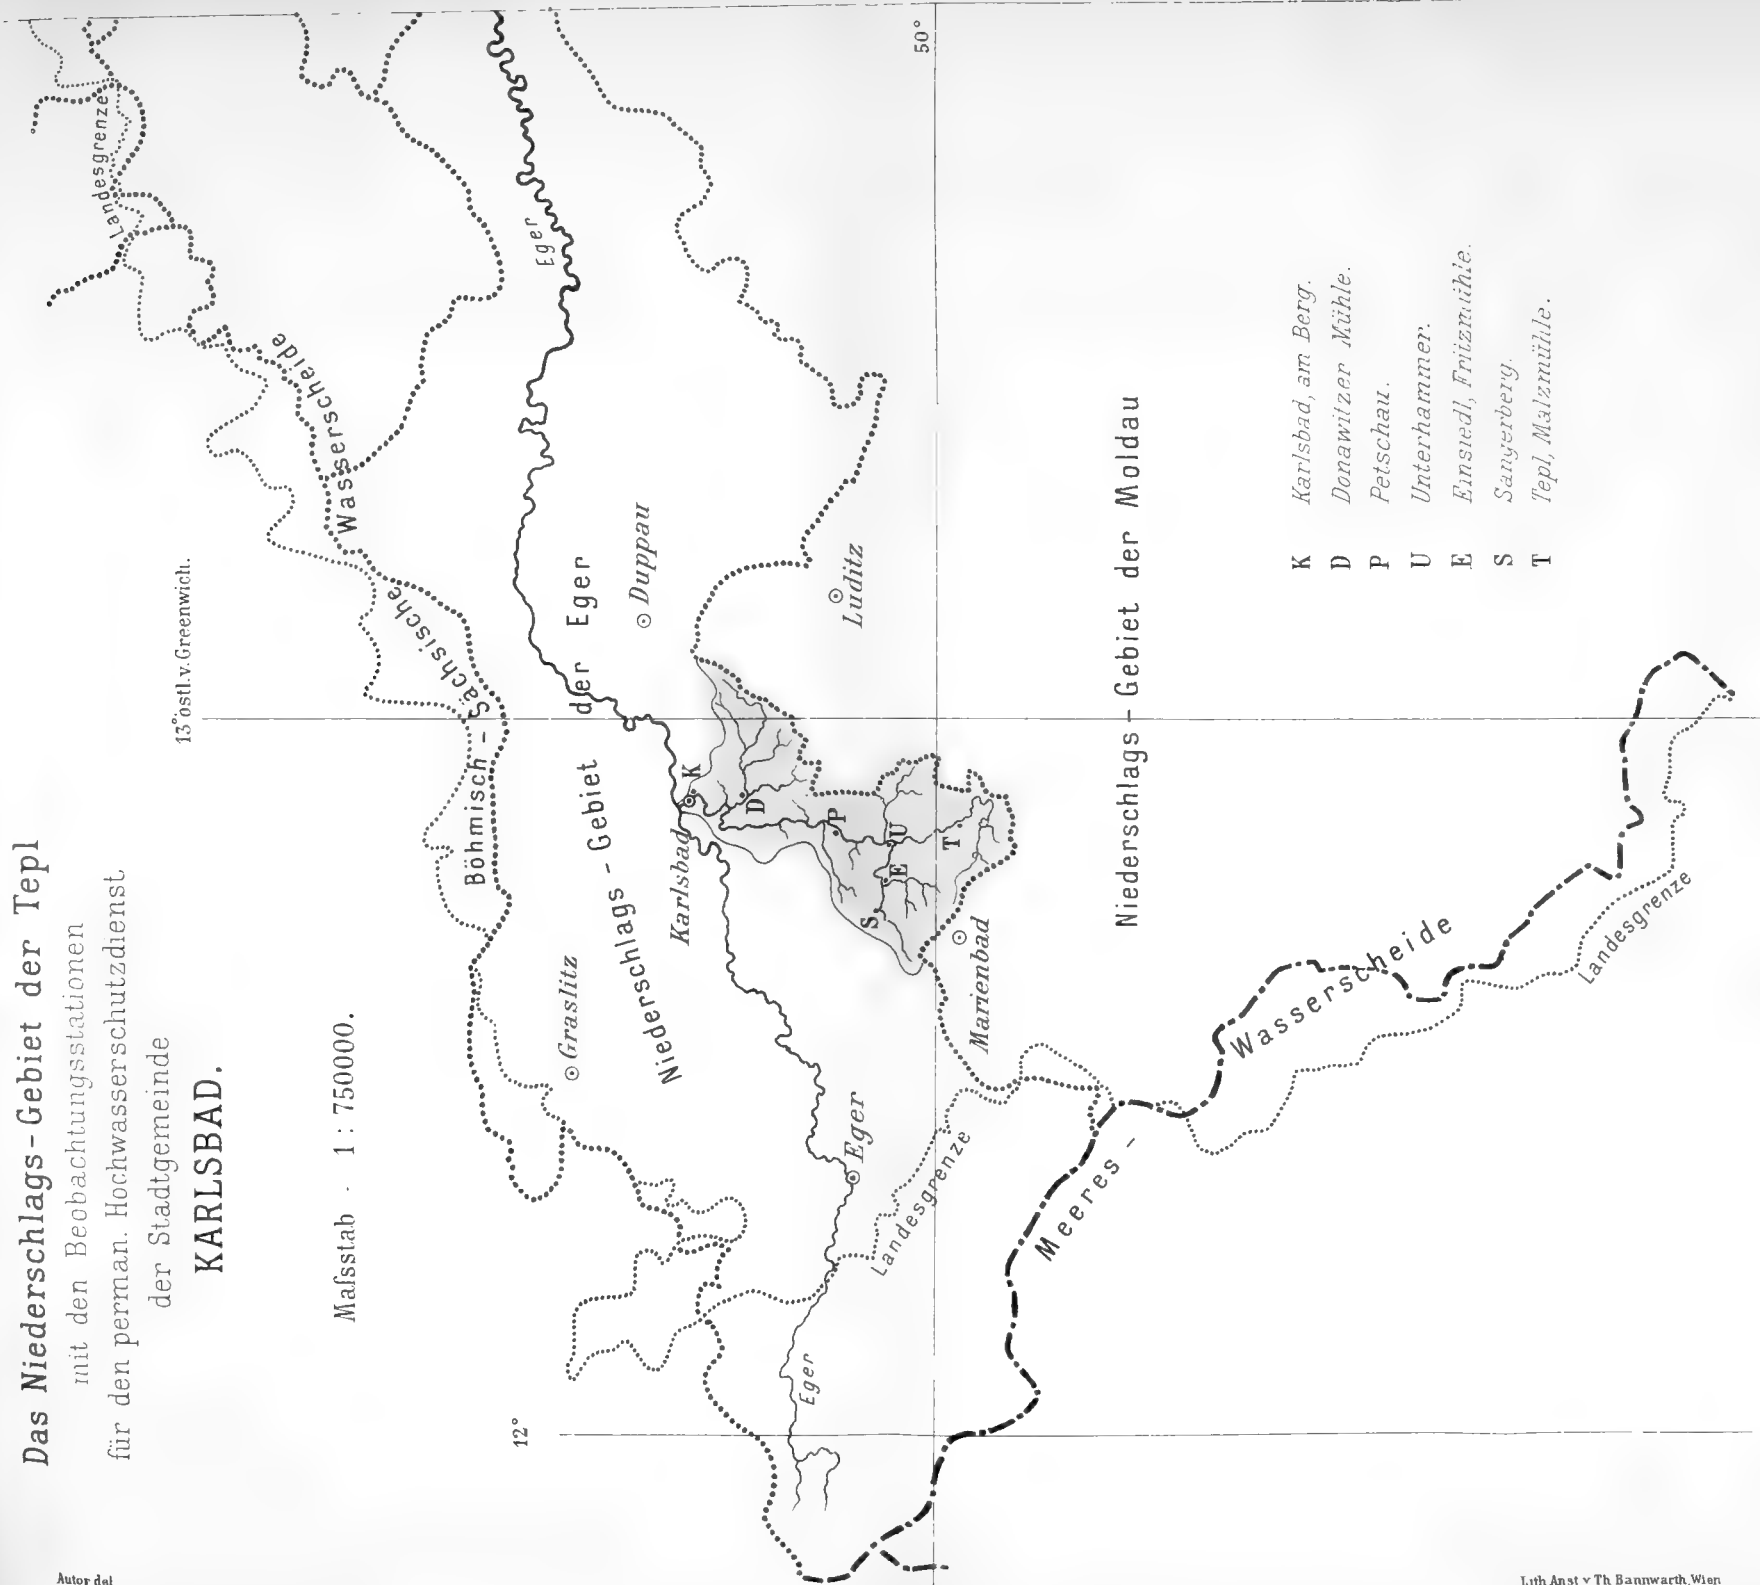 Das Niederschlags-Gebiet der Tepl
mit den Beobachtungsstationen
für den perman. Hochwasserschutzdienst
der Stadtgemeinde
KARLSBAD.
Maſsstab - 1 : 750000.
13° östl. v. Greenwich.
12°
50°
Landesgrenze
Böhmisch - Sächsische Wasserscheide
Eger
Niederschlags - Gebiet der Eger
Graslitz
Duppau
Karlsbad
Luditz
K
D
P
U
E
S
T
Marienbad
Eger
Eger
Landesgrenze
Niederschlags - Gebiet der Moldau
Meeres - Wasserscheide
Landesgrenze
K Karlsbad, am Berg.
D Donawitzer Mühle.
P Petschau.
U Unterhammer.
E Einsiedl, Fritzmühle.
S Sangerberg.
T Tepl, Malzmühle.
Autor del
Lith Anst v Th Bannwarth, Wien